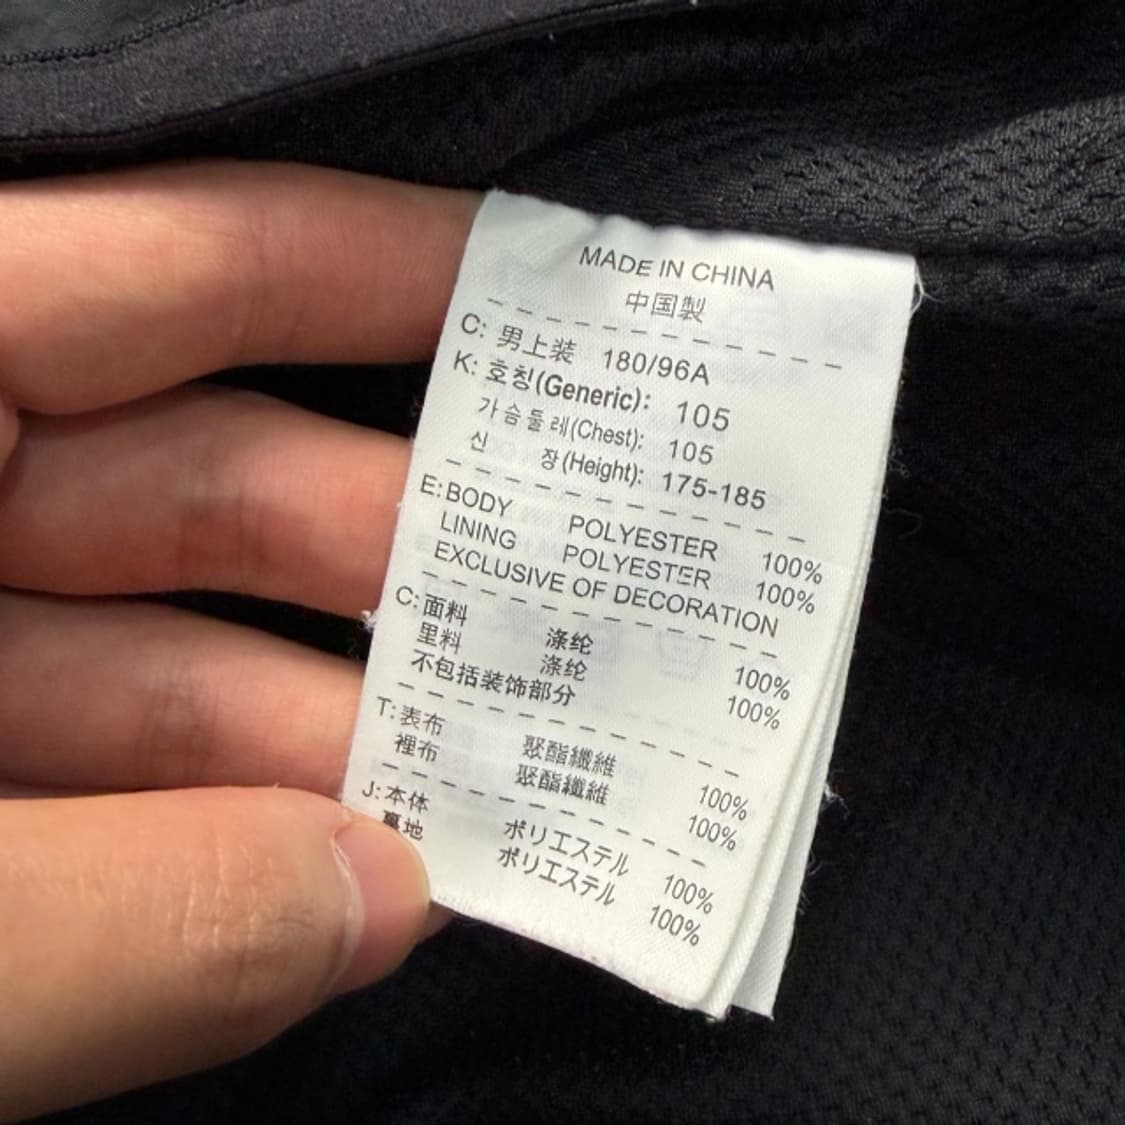 MADE IN CHINA
中国製
C: 男上装 180/96A
K: 호칭(Generic): 105
가슴둘레(Chest): 105
신 장(Height): 175-185
E: BODY POLYESTER 100%
LINING POLYESTER 100%
EXCLUSIVE OF DECORATION
C: 面料 涤纶 100%
里料 涤纶 100%
不包括装饰部分
T: 表布 聚酯纖維 100%
裡布 聚酯纖維 100%
J: 本体 ポリエステル 100%
裏地 ポリエステル 100%